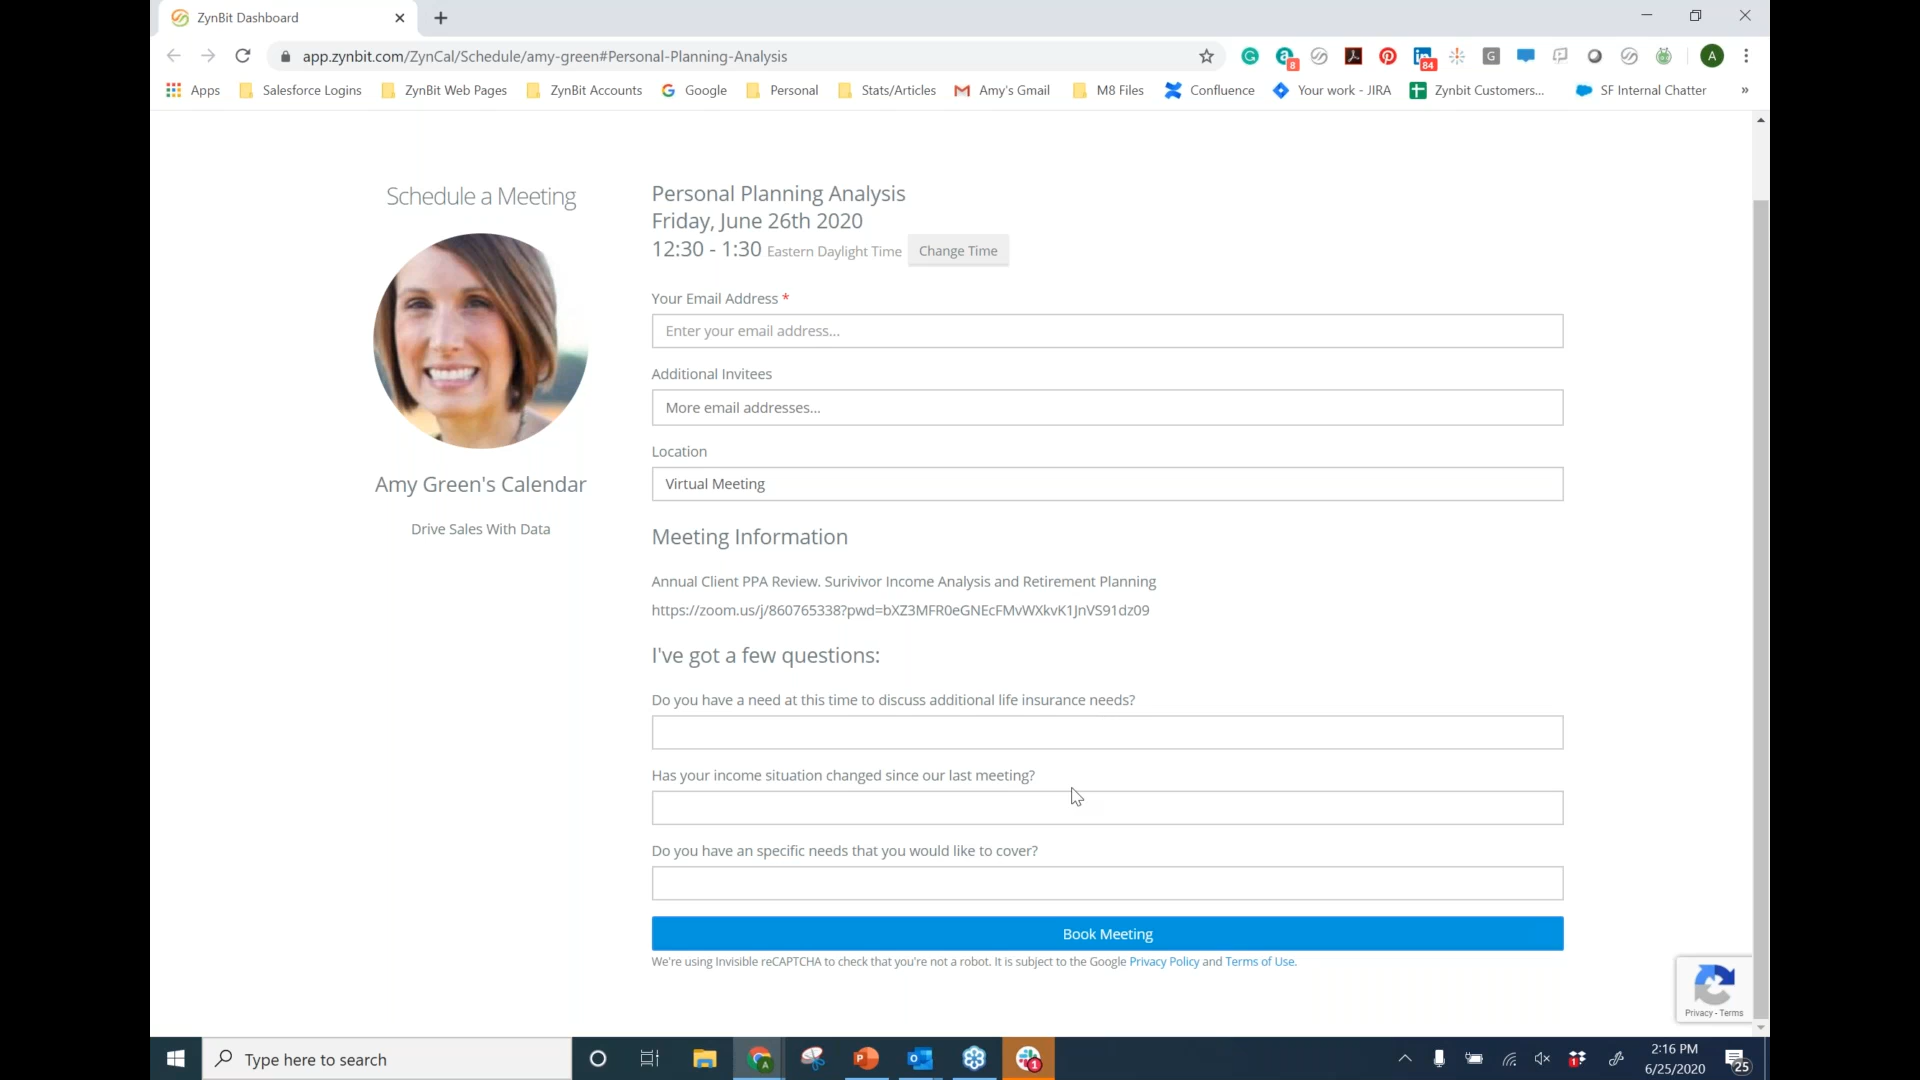 ZynBit Dashboard
app.zynbit.com/ZynCal/Schedule/amy-green#Personal-Planning-Analysis
8
84
G
A
Apps
Salesforce Logins
ZynBit Web Pages
ZynBit Accounts
Google
Personal
Stats/Articles
Amy's Gmail
M8 Files
Confluence
Your work - JIRA
Zynbit Customers...
SF Internal Chatter
»
Schedule a Meeting
Amy Green's Calendar
Drive Sales With Data
Personal Planning Analysis
Friday, June 26th 2020
12:30 - 1:30 Eastern Daylight Time Change Time
Your Email Address *
Enter your email address...
Additional Invitees
More email addresses...
Location
Virtual Meeting
Meeting Information
Annual Client PPA Review. Surivivor Income Analysis and Retirement Planning
https://zoom.us/j/860765338?pwd=bXZ3MFR0eGNEcFMvWXkvK1JnVS91dz09
I've got a few questions:
Do you have a need at this time to discuss additional life insurance needs?
Has your income situation changed since our last meeting?
Do you have an specific needs that you would like to cover?
Book Meeting
We're using Invisible reCAPTCHA to check that you're not a robot. It is subject to the Google Privacy Policy and Terms of Use.
Privacy - Terms
Type here to search
2:16 PM
6/25/2020
25